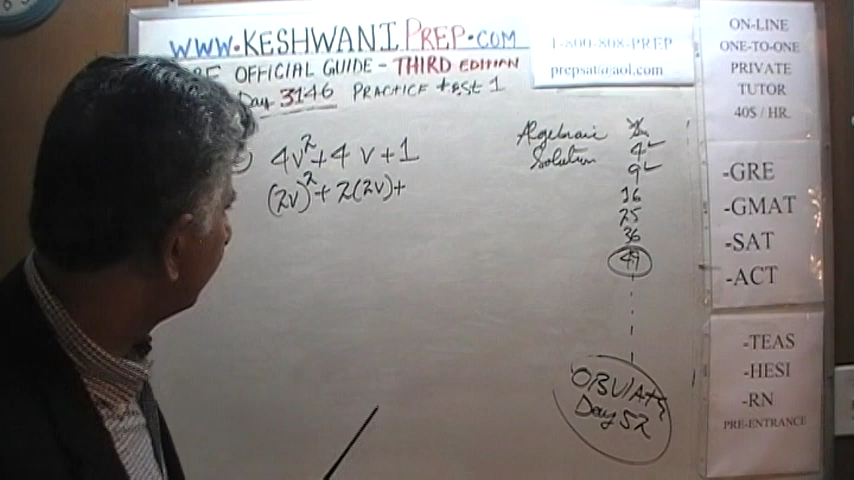 WWW.KESHWANIPREP.COM
OFFICIAL GUIDE - THIRD EDITION
Day 3146 PRACTICE test 1
1-800-808-PREP
prepsat@aol.com
4v²+4 v+1
(2v)²+ 2(2v)+
Algebraic
Solution
4
9
16
25
36
49
OBVIATE
Day 52
ON-LINE
ONE-TO-ONE
PRIVATE
TUTOR
40$ / HR.
-GRE
-GMAT
-SAT
-ACT
-TEAS
-HESI
-RN
PRE-ENTRANCE